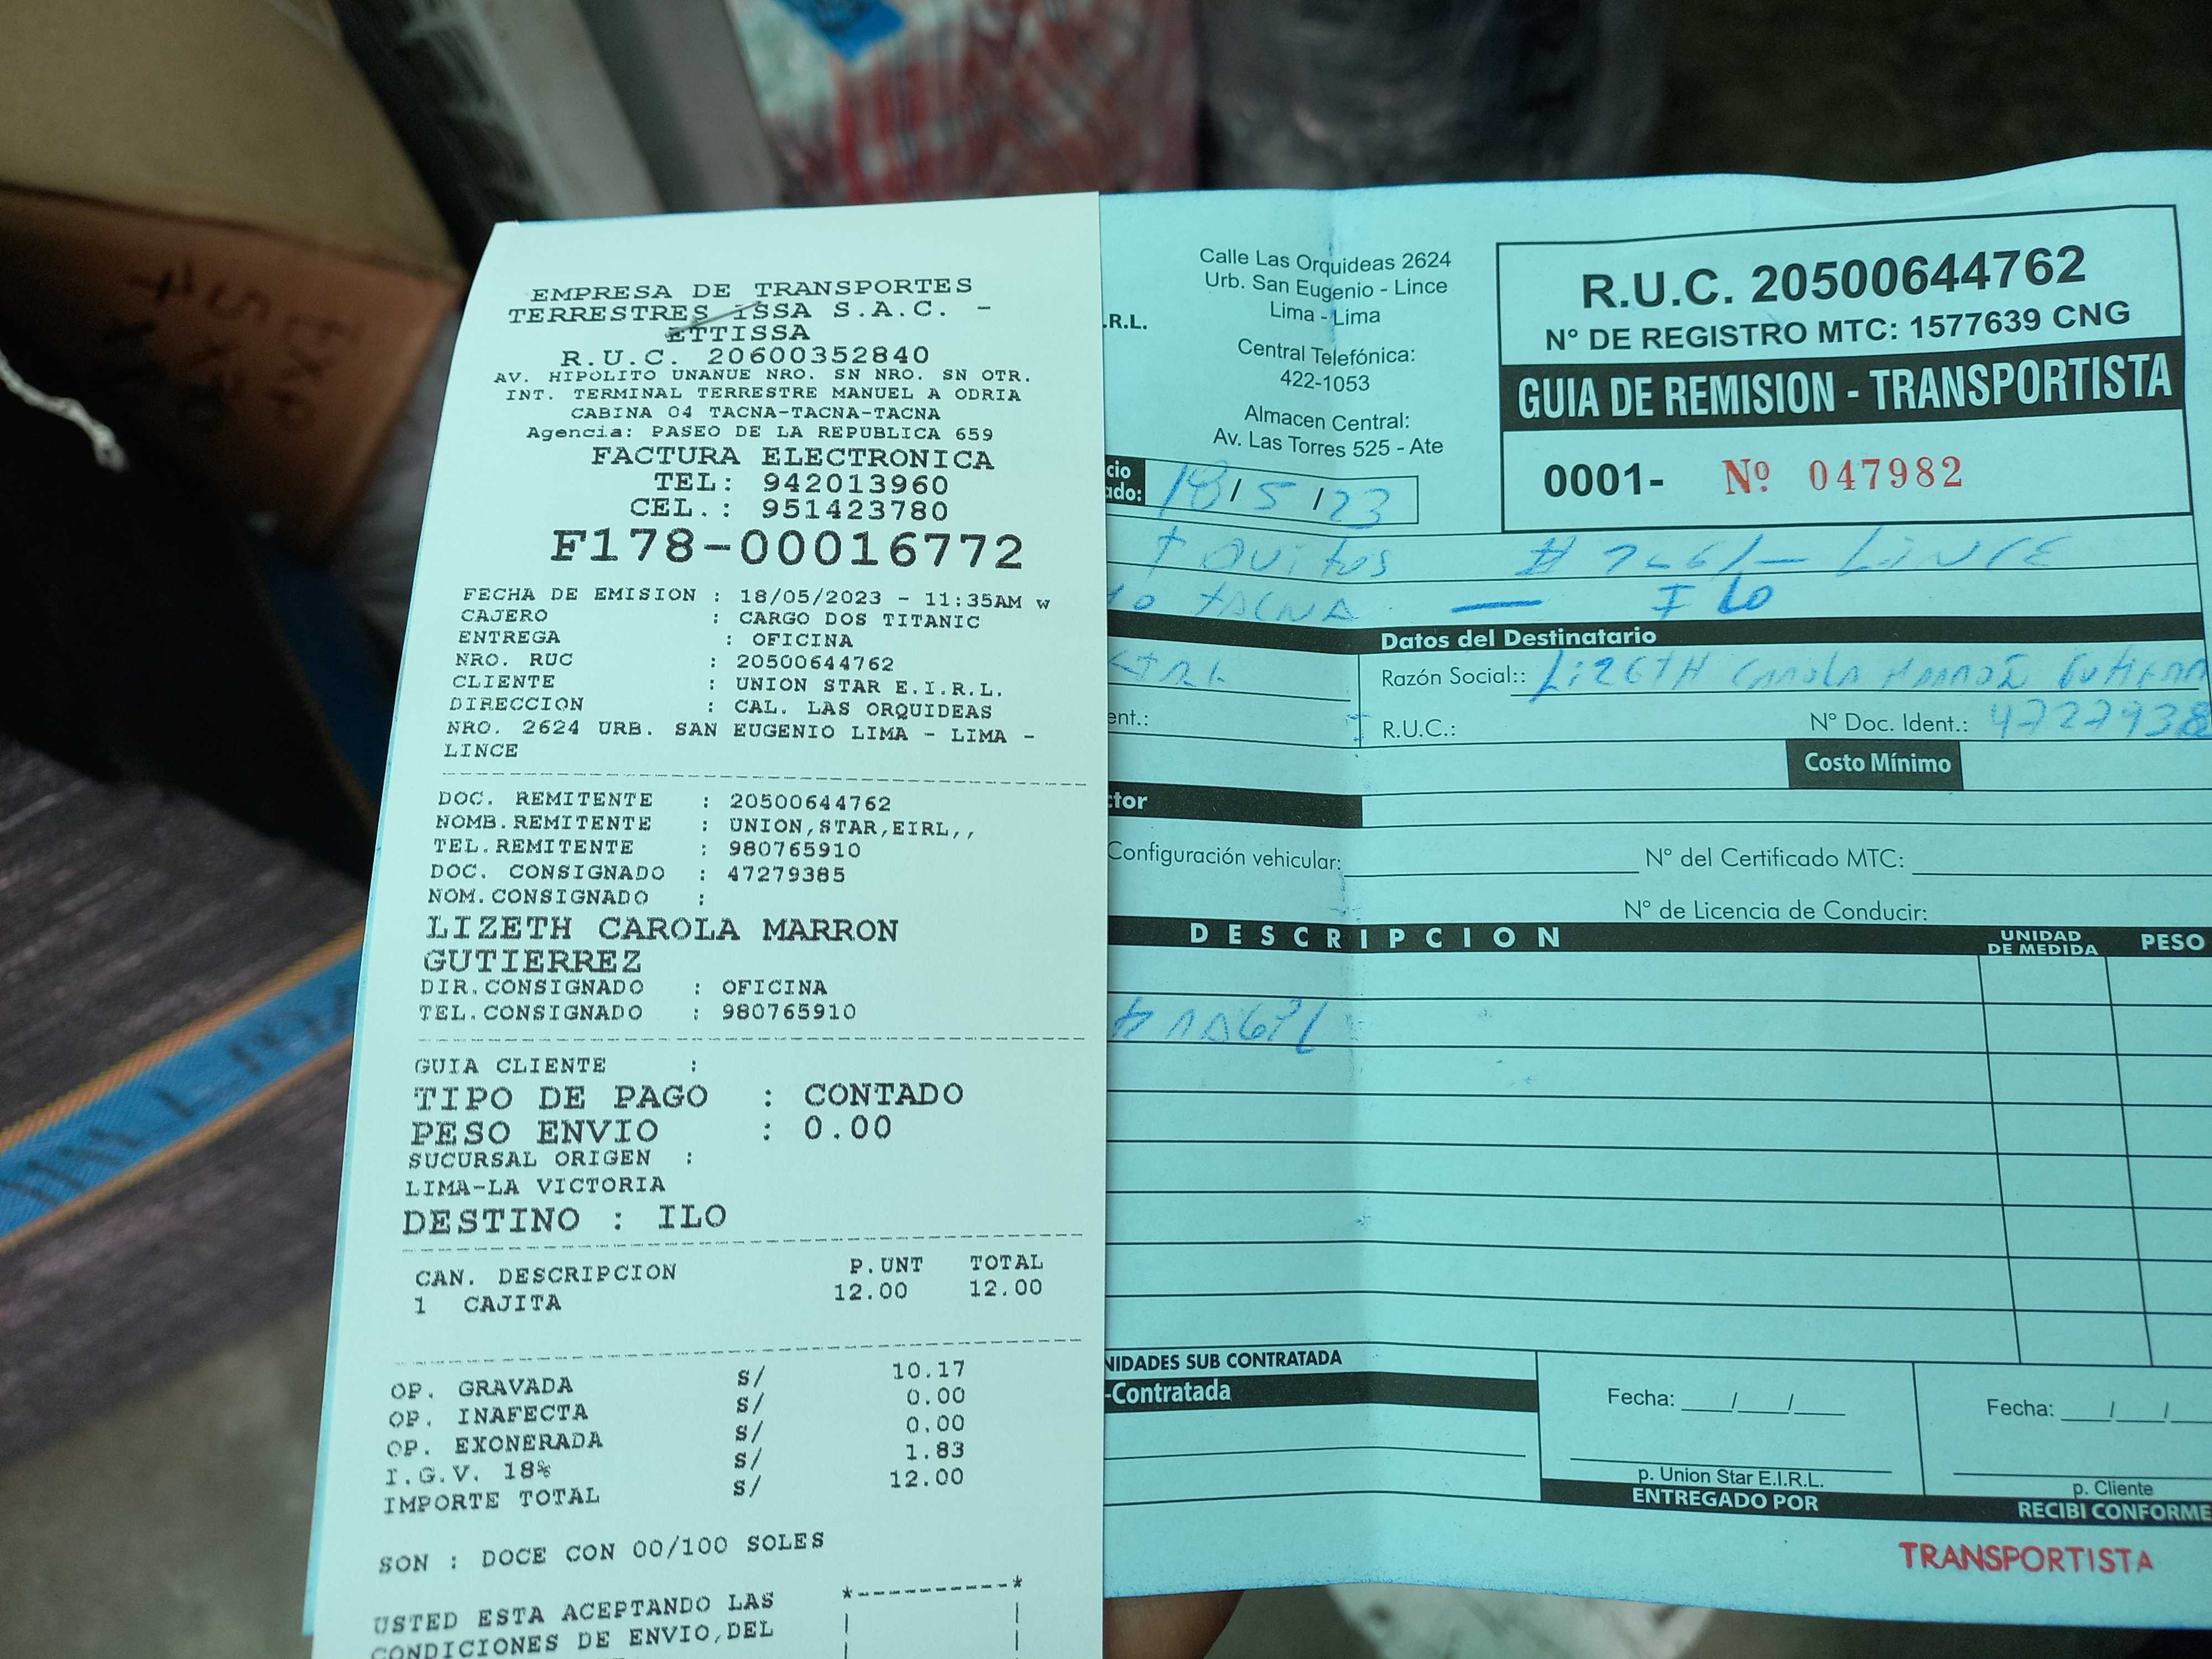 EMPRESA DE TRANSPORTES
TERRESTRES ISSA S.A.C. -
ETTISSA
R.U.C. 20600352840
AV. HIPOLITO UNANUE NRO. SN NRO. SN OTR.
INT. TERMINAL TERRESTRE MANUEL A ODRIA
CABINA 04 TACNA-TACNA-TACNA
Agencia: PASEO DE LA REPUBLICA 659
FACTURA ELECTRONICA
TEL: 942013960
CEL.: 951423780
F178-00016772
FECHA DE EMISION : 18/05/2023 - 11:35AM w
CAJERO : CARGO DOS TITANIC
ENTREGA : OFICINA
NRO. RUC : 20500644762
CLIENTE : UNION STAR E.I.R.L.
DIRECCION : CAL. LAS ORQUIDEAS
NRO. 2624 URB. SAN EUGENIO LIMA - LIMA -
LINCE
DOC. REMITENTE : 20500644762
NOMB.REMITENTE : UNION,STAR,EIRL,,
TEL.REMITENTE : 980765910
DOC. CONSIGNADO : 47279385
NOM.CONSIGNADO :
LIZETH CAROLA MARRON
GUTIERREZ
DIR.CONSIGNADO : OFICINA
TEL.CONSIGNADO : 980765910
GUIA CLIENTE :
TIPO DE PAGO : CONTADO
PESO ENVIO : 0.00
SUCURSAL ORIGEN :
LIMA-LA VICTORIA
DESTINO : ILO
CAN. DESCRIPCION P.UNT TOTAL
1 CAJITA 12.00 12.00
OP. GRAVADA S/ 10.17
OP. INAFECTA S/ 0.00
OP. EXONERADA S/ 0.00
I.G.V. 18% S/ 1.83
IMPORTE TOTAL S/ 12.00
SON : DOCE CON 00/100 SOLES
USTED ESTA ACEPTANDO LAS
CONDICIONES DE ENVIO,DEL
.R.L.
Calle Las Orquideas 2624
Urb. San Eugenio - Lince
Lima - Lima
Central Telefónica:
422-1053
Almacen Central:
Av. Las Torres 525 - Ate
R.U.C. 20500644762
N° DE REGISTRO MTC: 1577639 CNG
GUIA DE REMISION - TRANSPORTISTA
0001- Nº 047982
cio
ado: 18/5/23
LINCE
TACNA — ILO
Datos del Destinatario
Razón Social:: LIZETH CAROLA MARRON
ent.:
R.U.C.: N° Doc. Ident.: 4727938
Costo Mínimo
ctor
Configuración vehicular: N° del Certificado MTC:
N° de Licencia de Conducir:
DESCRIPCION UNIDAD DE MEDIDA PESO
NIDADES SUB CONTRATADA
-Contratada
Fecha: / /
p. Union Star E.I.R.L.
ENTREGADO POR
Fecha: / /
p. Cliente
RECIBI CONFORME
TRANSPORTISTA